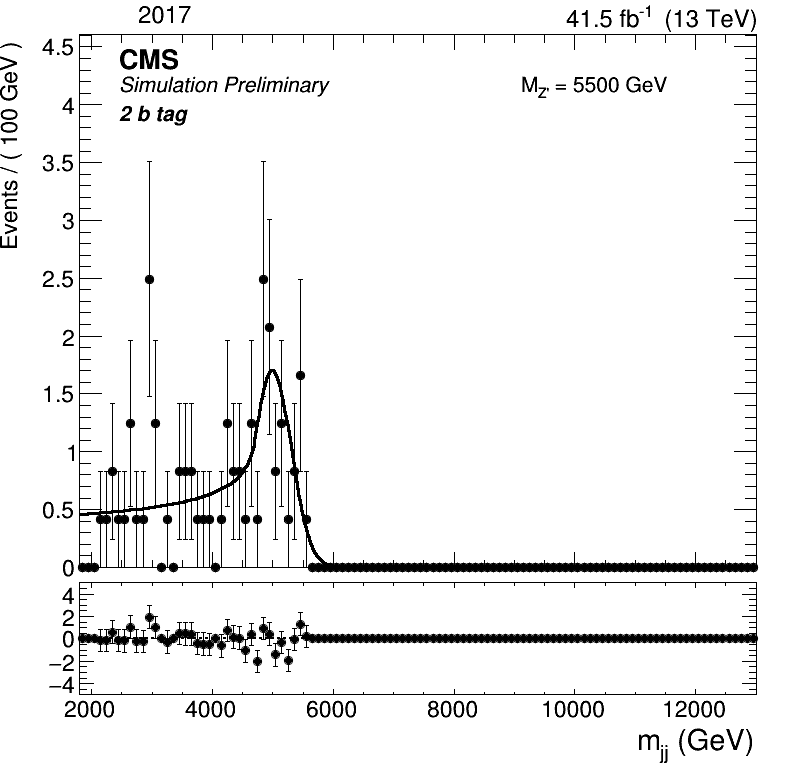 2017 41.5 fb⁻¹ (13 TeV)
CMS
Simulation Preliminary
M_Z' = 5500 GeV
2 b tag
Events / ( 100 GeV )
4.5
4
3.5
3
2.5
2
1.5
1
0.5
0
4
2
0
−2
−4
2000 4000 6000 8000 10000 12000
m_jj (GeV)